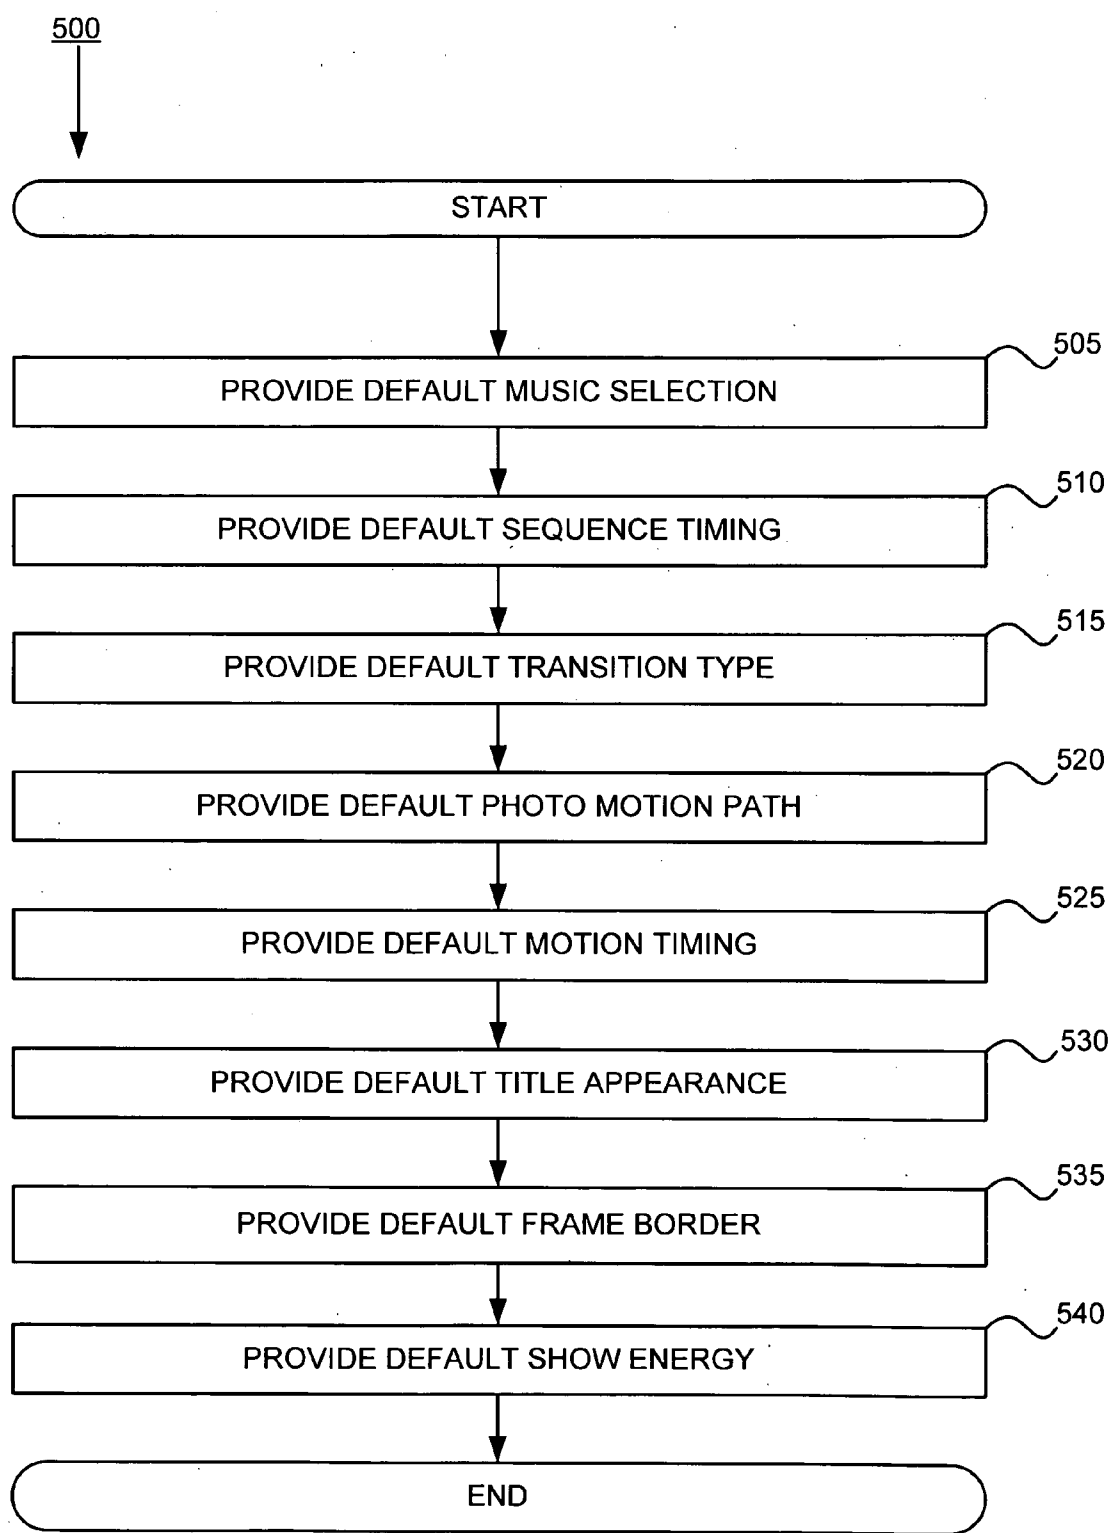 500
START
505
PROVIDE DEFAULT MUSIC SELECTION
510
PROVIDE DEFAULT SEQUENCE TIMING
515
PROVIDE DEFAULT TRANSITION TYPE
520
PROVIDE DEFAULT PHOTO MOTION PATH
525
PROVIDE DEFAULT MOTION TIMING
530
PROVIDE DEFAULT TITLE APPEARANCE
535
PROVIDE DEFAULT FRAME BORDER
540
PROVIDE DEFAULT SHOW ENERGY
END